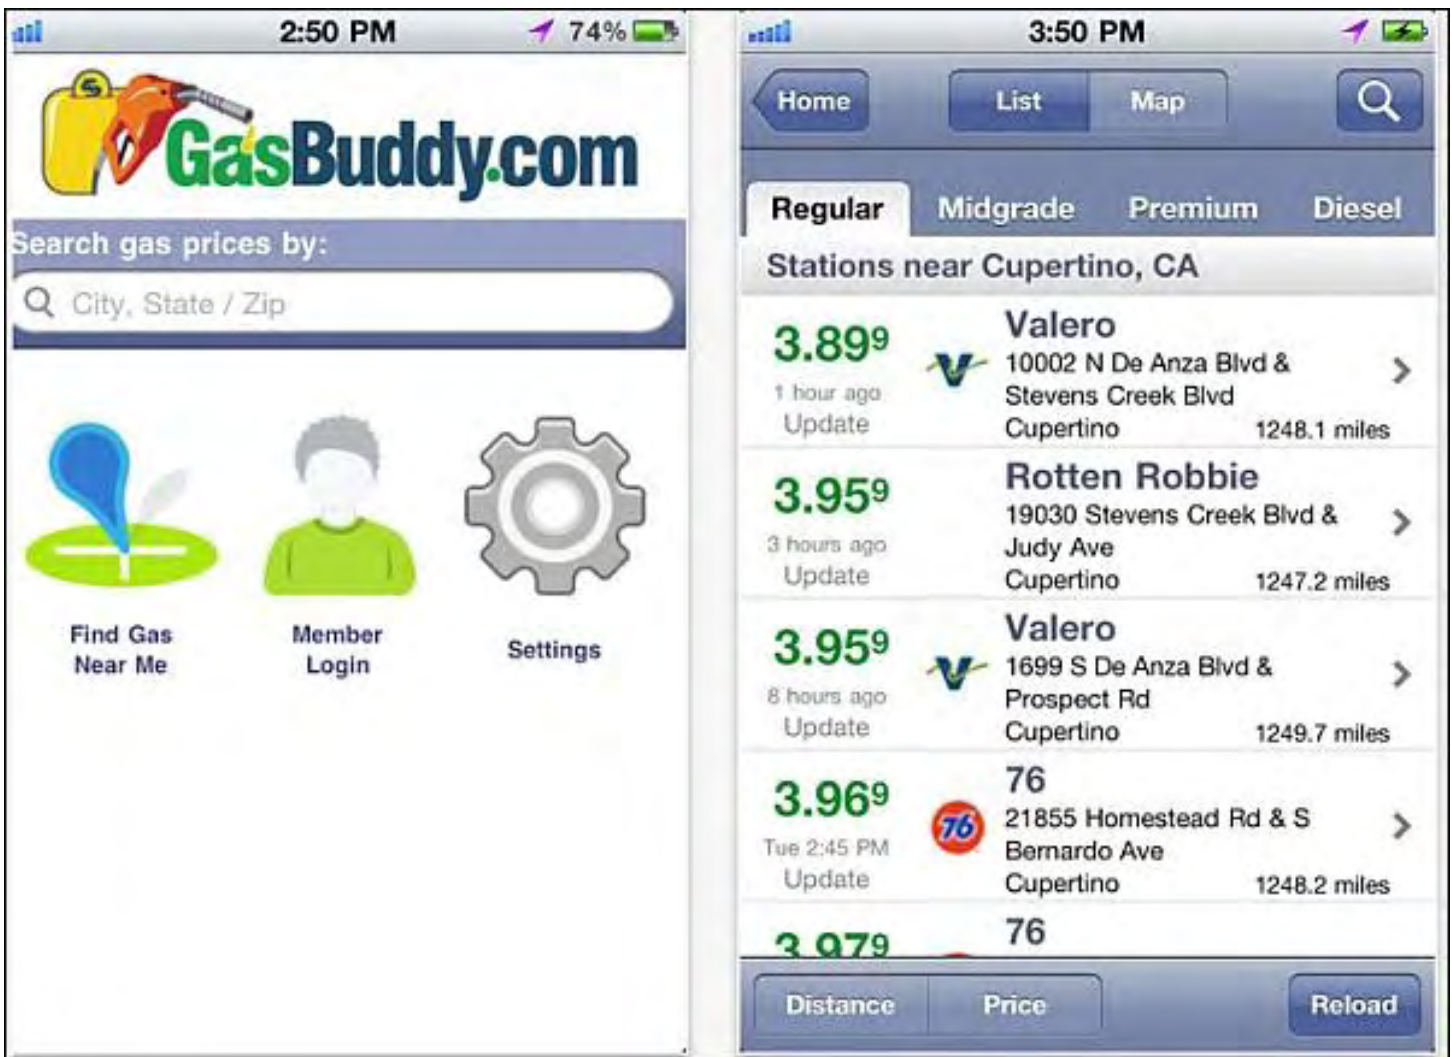 2:50 PM
74%
GasBuddy.com
Search gas prices by:
City, State / Zip
Find Gas
Near Me
Member
Login
Settings
3:50 PM
Home
List
Map
Regular
Midgrade
Premium
Diesel
Stations near Cupertino, CA
3.899
1 hour ago
Update
Valero
10002 N De Anza Blvd &
Stevens Creek Blvd
Cupertino
1248.1 miles
3.959
3 hours ago
Update
Rotten Robbie
19030 Stevens Creek Blvd &
Judy Ave
Cupertino
1247.2 miles
3.959
8 hours ago
Update
Valero
1699 S De Anza Blvd &
Prospect Rd
Cupertino
1249.7 miles
3.969
Tue 2:45 PM
Update
76
76
21855 Homestead Rd & S
Bernardo Ave
Cupertino
1248.2 miles
3.979
76
Distance
Price
Reload